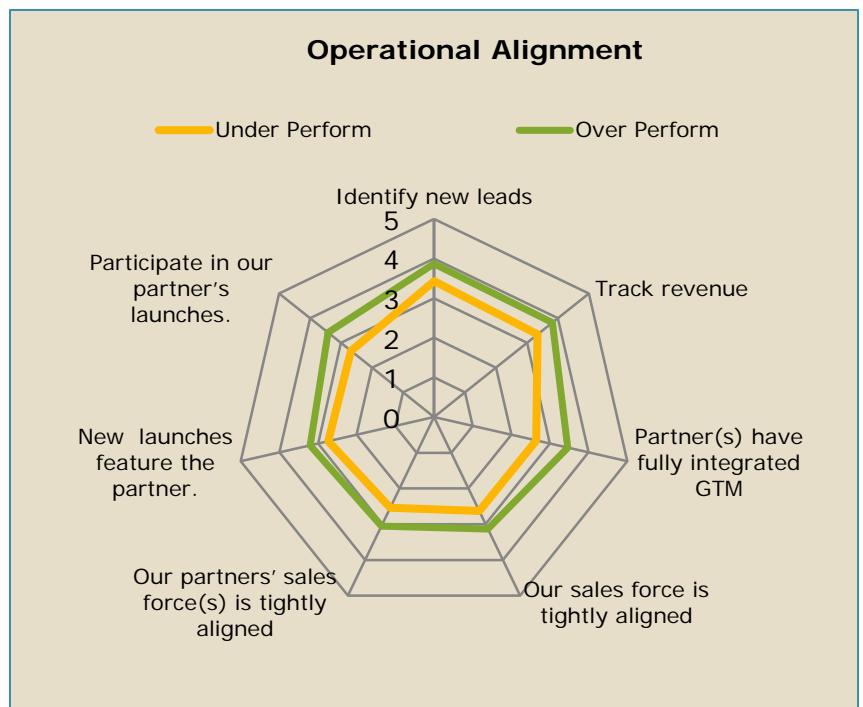 Operational Alignment
Under Perform
Over Perform
Identify new leads
5
4
3
2
1
0
Track revenue
Partner(s) have
fully integrated
GTM
Our sales force is
tightly aligned
Our partners’ sales
force(s) is tightly
aligned
New  launches
feature the
partner.
Participate in our
partner’s
launches.